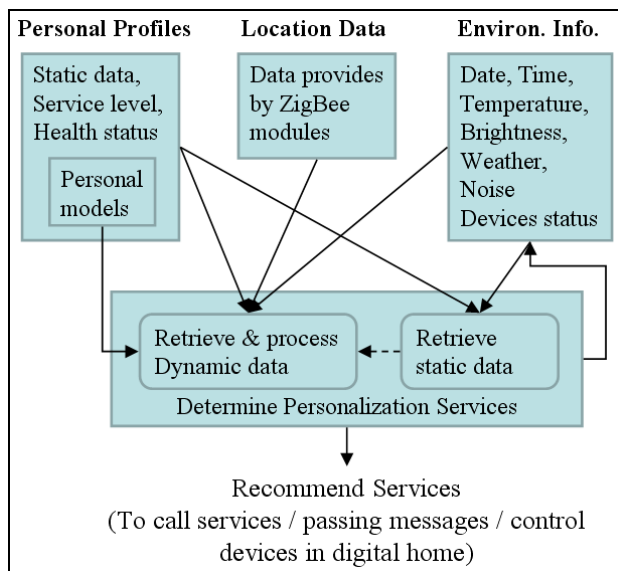 Personal Profiles
Location Data
Environ. Info.
Static data,
Service level,
Health status
Personal
models
Data provides
by ZigBee
modules
Date, Time,
Temperature,
Brightness,
Weather,
Noise
Devices status
Retrieve & process
Dynamic data
Retrieve
static data
Determine Personalization Services
Recommend Services
(To call services / passing messages / control
devices in digital home)